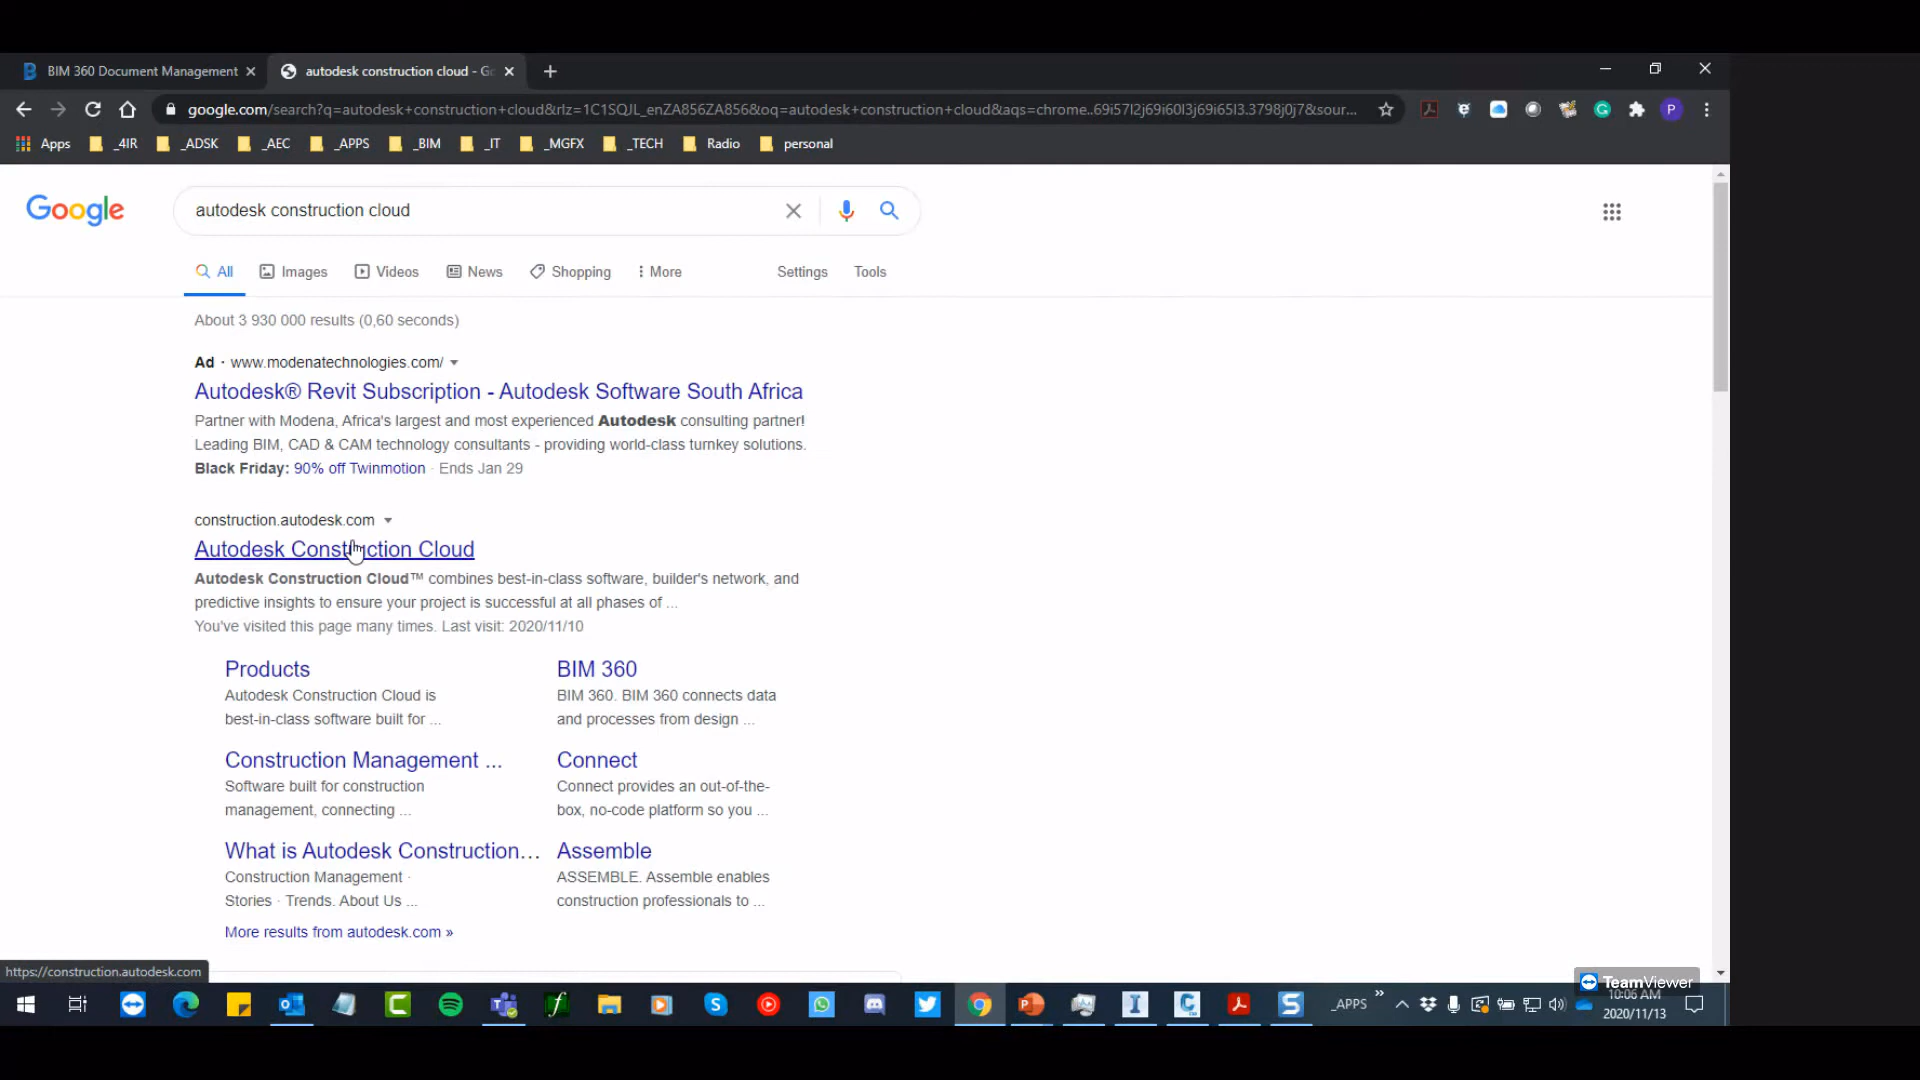 BIM 360 Document Management
autodesk construction cloud - Go
google.com/search?q=autodesk+construction+cloud&rlz=1C1SQJL_enZA856ZA856&oq=autodesk+construction+cloud&aqs=chrome..69i57l2j69i60l3j69i65l3.3798j0j7&sour...
P
Apps _4IR _ADSK _AEC _APPS _BIM _IT _MGFX _TECH Radio personal
Google
autodesk construction cloud
All Images Videos News Shopping More Settings Tools
About 3 930 000 results (0,60 seconds)
Ad · www.modenatechnologies.com/
Autodesk® Revit Subscription - Autodesk Software South Africa
Partner with Modena, Africa's largest and most experienced Autodesk consulting partner!
Leading BIM, CAD & CAM technology consultants - providing world-class turnkey solutions.
Black Friday: 90% off Twinmotion · Ends Jan 29
construction.autodesk.com
Autodesk Construction Cloud
Autodesk Construction Cloud™ combines best-in-class software, builder's network, and
predictive insights to ensure your project is successful at all phases of ...
You've visited this page many times. Last visit: 2020/11/10
Products
Autodesk Construction Cloud is
best-in-class software built for ...
BIM 360
BIM 360. BIM 360 connects data
and processes from design ...
Construction Management ...
Software built for construction
management, connecting ...
Connect
Connect provides an out-of-the-
box, no-code platform so you ...
What is Autodesk Construction...
Construction Management ·
Stories · Trends. About Us ...
Assemble
ASSEMBLE. Assemble enables
construction professionals to ...
More results from autodesk.com »
https://construction.autodesk.com
TeamViewer
_APPS
10:06 AM
2020/11/13